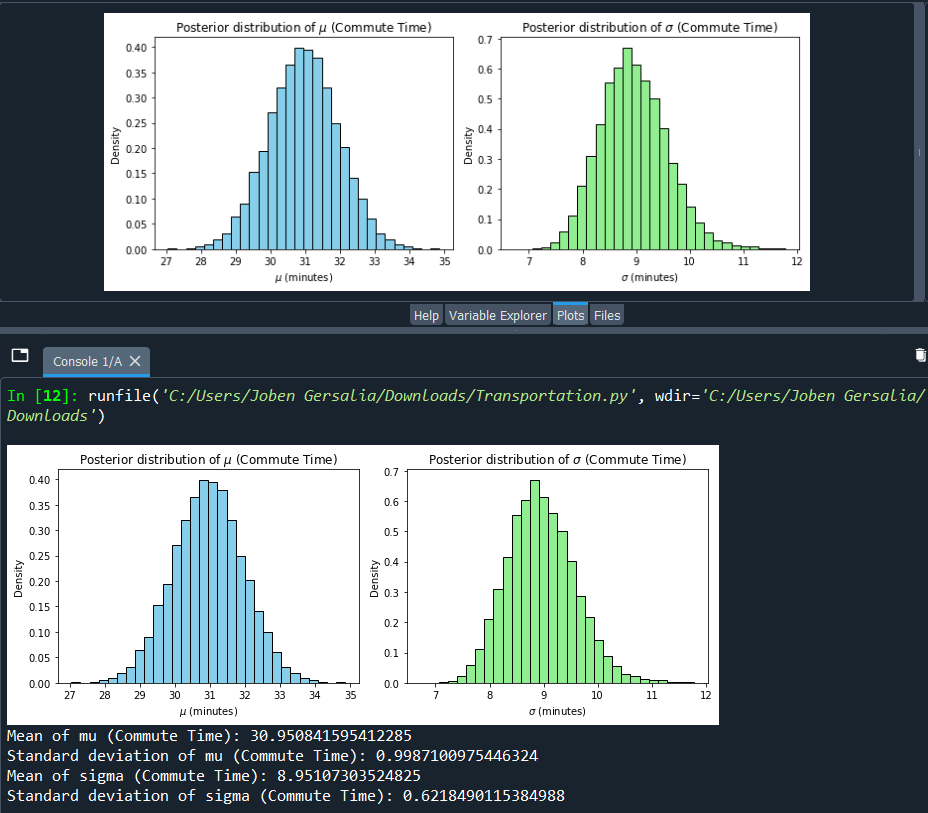 Posterior distribution of μ (Commute Time)
Posterior distribution of σ (Commute Time)
0.40
0.35
0.30
0.25
0.20
0.15
0.10
0.05
0.00
Density
27 28 29 30 31 32 33 34 35
μ (minutes)
0.7
0.6
0.5
0.4
0.3
0.2
0.1
0.0
Density
7 8 9 10 11 12
σ (minutes)
Help Variable Explorer Plots Files
Console 1/A
In [12]: runfile('C:/Users/Joben Gersalia/Downloads/Transportation.py', wdir='C:/Users/Joben Gersalia/
Downloads')
Posterior distribution of μ (Commute Time)
Posterior distribution of σ (Commute Time)
0.40
0.35
0.30
0.25
0.20
0.15
0.10
0.05
0.00
Density
27 28 29 30 31 32 33 34 35
μ (minutes)
0.7
0.6
0.5
0.4
0.3
0.2
0.1
0.0
Density
7 8 9 10 11 12
σ (minutes)
Mean of mu (Commute Time): 30.950841595412285
Standard deviation of mu (Commute Time): 0.9987100975446324
Mean of sigma (Commute Time): 8.95107303524825
Standard deviation of sigma (Commute Time): 0.6218490115384988